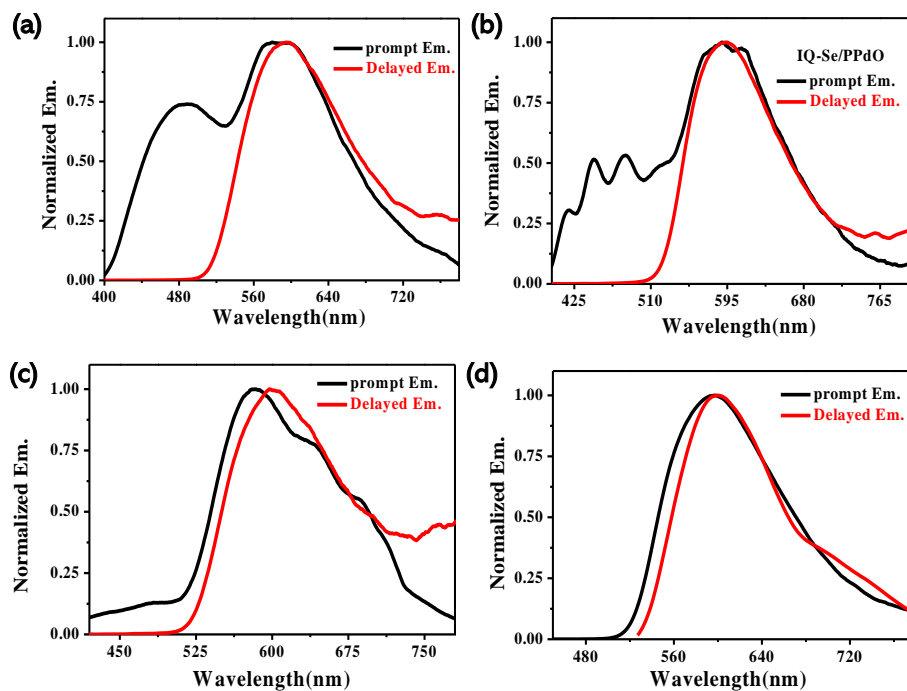 (a)
prompt Em.
Delayed Em.
Normalized Em.
1.00
0.75
0.50
0.25
0.00
400 480 560 640 720
Wavelength(nm)
(b)
IQ-Se/PPdO
prompt Em.
Delayed Em.
Normalized Em.
1.00
0.75
0.50
0.25
0.00
425 510 595 680 765
Wavelength(nm)
(c)
prompt Em.
Delayed Em.
Normalized Em.
1.00
0.75
0.50
0.25
0.00
450 525 600 675 750
Wavelength(nm)
(d)
prompt Em.
Delayed Em.
Normalized Em.
1.00
0.75
0.50
0.25
0.00
480 560 640 720
Wavelength(nm)